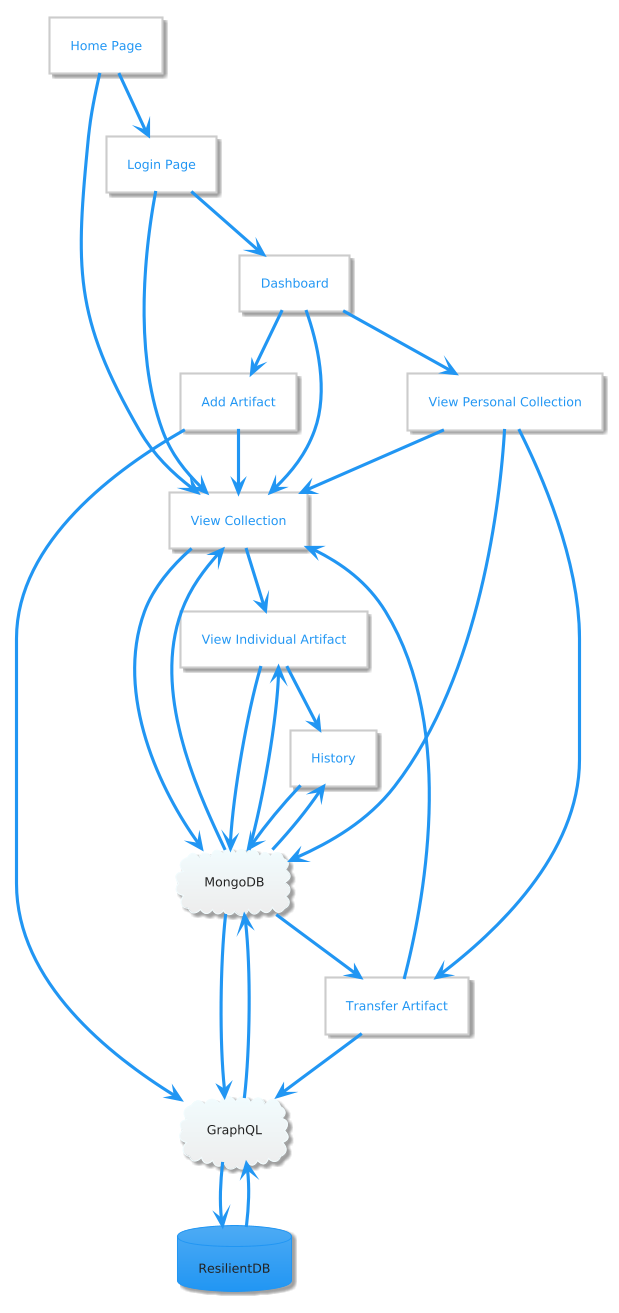 Home Page
Login Page
Dashboard
Add Artifact
View Personal Collection
View Collection
View Individual Artifact
History
MongoDB
Transfer Artifact
GraphQL
ResilientDB